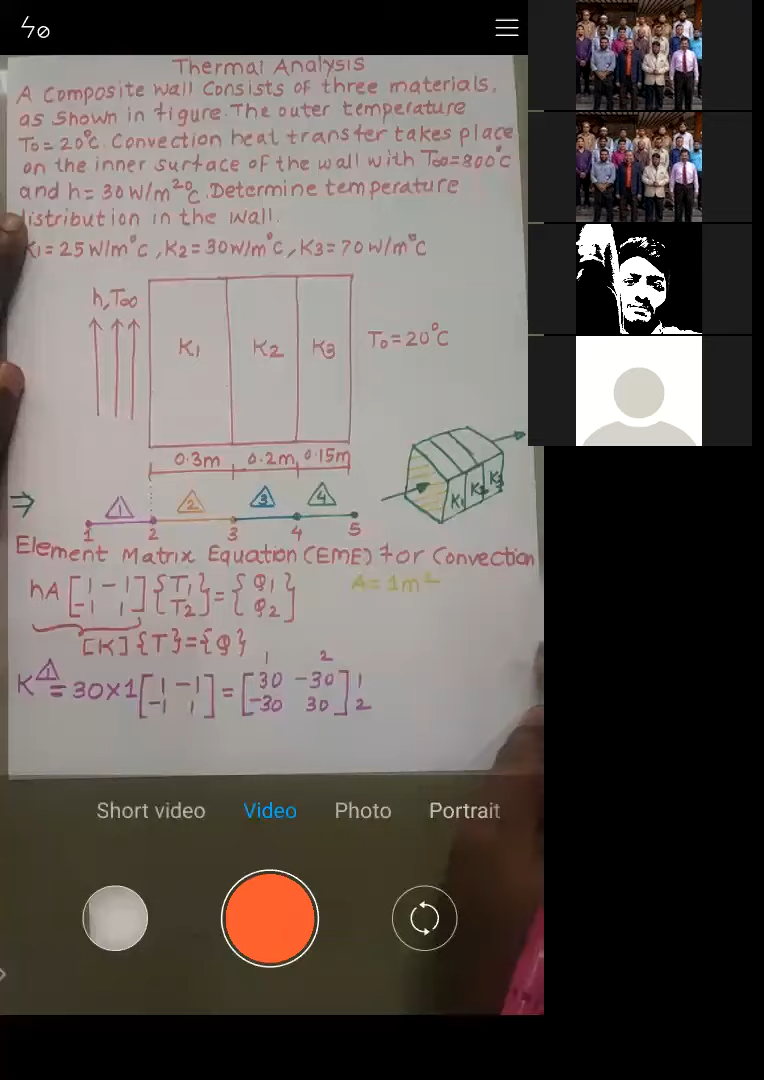 Thermal Analysis
A Composite wall Consists of three materials,
as Shown in figure. The outer temperature
T₀ = 20°C. Convection heat transfer takes place
on the inner surface of the wall with T∞=800°C
and h= 30 W/m²°C. Determine temperature
distribution in the wall.
K1 = 25 W/m°C, K2 = 30W/m°C, K3 = 70 W/m°C
h, T∞
K1 K2 K3 T₀ = 20°C
0.3m 0.2m 0.15m
K1 K2 K3
⇒ 1 2 3 4
1 2 3 4 5
Element Matrix Equation (EME) for Convection
hA [1 -1 -1 1] {T1 T2} = {Q1 Q2} A = 1m²
[K] {T} = {Q}
1 2
K① = 30×1 [1 -1 -1 1] = [30 -30 -30 30] 1 2
Short video Video Photo Portrait